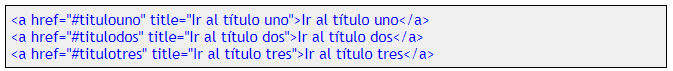 <a href="#titulouno" title="Ir al título uno">Ir al título uno</a>
<a href="#titulodos" title="Ir al título dos">Ir al título dos</a>
<a href="#titulotres" title="Ir al título tres">Ir al título tres</a>